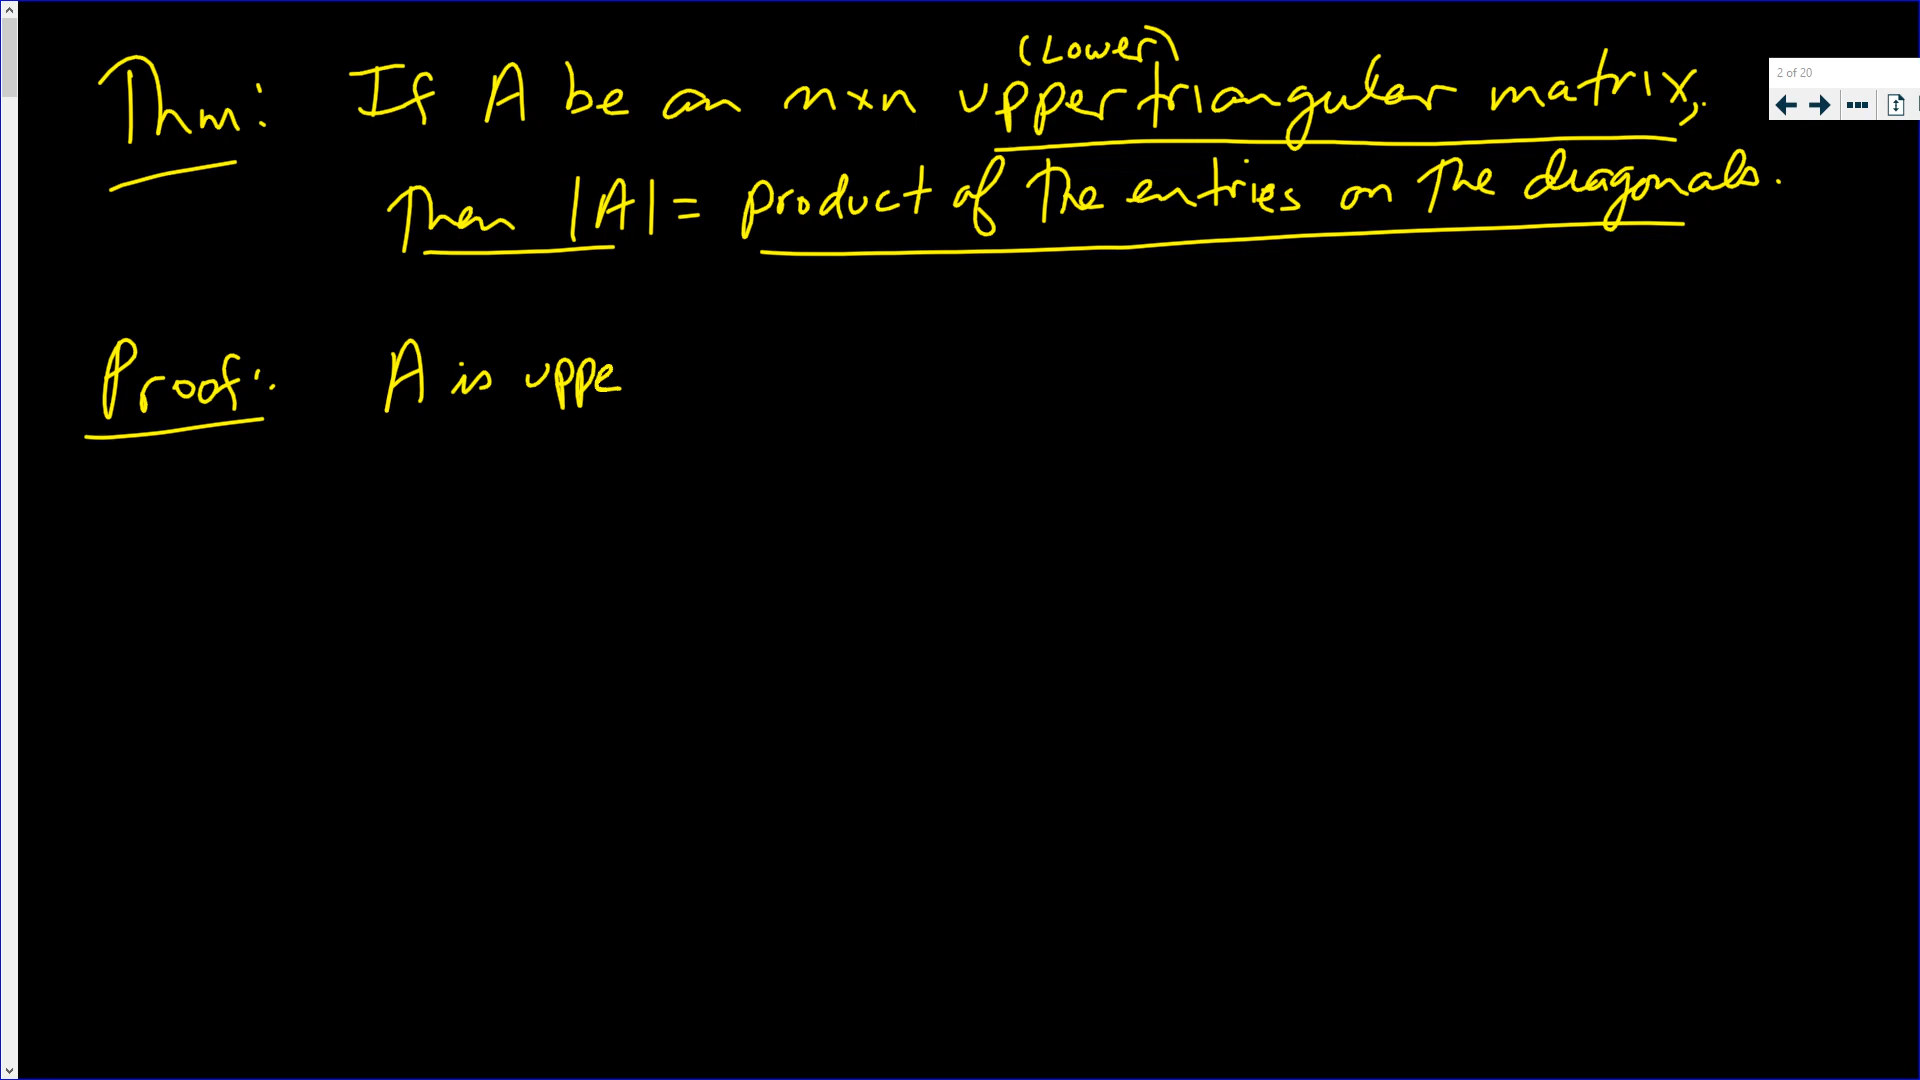 (Lower)
Thm: If A be an n×n upper triangular matrix,
Then |A| = product of the entries on the diagonals.
Proof: A is uppe
2 of 20